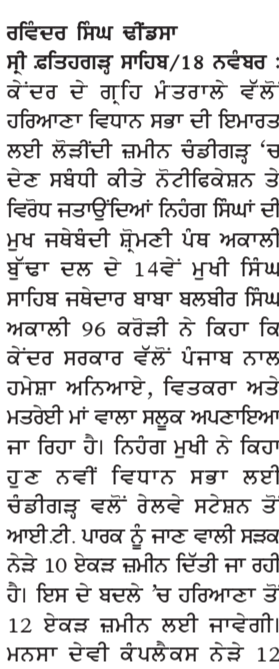 ਰਵਿੰਦਰ ਸਿੰਘ ਢੀਂਡਸਾ
ਸ੍ਰੀ ਫ਼ਤਿਹਗੜ੍ਹ ਸਾਹਿਬ/18 ਨਵੰਬਰ :
ਕੇਂਦਰ ਦੇ ਗ੍ਰਹਿ ਮੰਤਰਾਲੇ ਵੱਲੋਂ
ਹਰਿਆਣਾ ਵਿਧਾਨ ਸਭਾ ਦੀ ਇਮਾਰਤ
ਲਈ ਲੋੜੀਂਦੀ ਜ਼ਮੀਨ ਚੰਡੀਗੜ੍ਹ ‘ਚ
ਦੇਣ ਸਬੰਧੀ ਕੀਤੇ ਨੋਟੀਫਿਕੇਸ਼ਨ ਤੇ
ਵਿਰੋਧ ਜਤਾਉਂਦਿਆਂ ਨਿਹੰਗ ਸਿੰਘਾਂ ਦੀ
ਮੁਖ ਜਥੇਬੰਦੀ ਸ਼੍ਰੋਮਣੀ ਪੰਥ ਅਕਾਲੀ
ਬੁੱਢਾ ਦਲ ਦੇ 14ਵੇਂ ਮੁਖੀ ਸਿੰਘ
ਸਾਹਿਬ ਜਥੇਦਾਰ ਬਾਬਾ ਬਲਬੀਰ ਸਿੰਘ
ਅਕਾਲੀ 96 ਕਰੋੜੀ ਨੇ ਕਿਹਾ ਕਿ
ਕੇਂਦਰ ਸਰਕਾਰ ਵੱਲੋਂ ਪੰਜਾਬ ਨਾਲ
ਹਮੇਸ਼ਾ ਅਨਿਆਏ, ਵਿਤਕਰਾ ਅਤੇ
ਮਤਰੇਈ ਮਾਂ ਵਾਲਾ ਸਲੂਕ ਅਪਣਾਇਆ
ਜਾ ਰਿਹਾ ਹੈ। ਨਿਹੰਗ ਮੁਖੀ ਨੇ ਕਿਹਾ
ਹੁਣ ਨਵੀਂ ਵਿਧਾਨ ਸਭਾ ਲਈ
ਚੰਡੀਗੜ੍ਹ ਵਲੋਂ ਰੇਲਵੇ ਸਟੇਸ਼ਨ ਤੋਂ
ਆਈ.ਟੀ. ਪਾਰਕ ਨੂੰ ਜਾਣ ਵਾਲੀ ਸੜਕ
ਨੇੜੇ 10 ਏਕੜ ਜ਼ਮੀਨ ਦਿੱਤੀ ਜਾ ਰਹੀ
ਹੈ। ਇਸ ਦੇ ਬਦਲੇ ’ਚ ਹਰਿਆਣਾ ਤੋਂ
12 ਏਕੜ ਜ਼ਮੀਨ ਲਈ ਜਾਵੇਗੀ।
ਮਨਸਾ ਦੇਵੀ ਕੰਪਲੈਕਸ ਨੇੜੇ 12